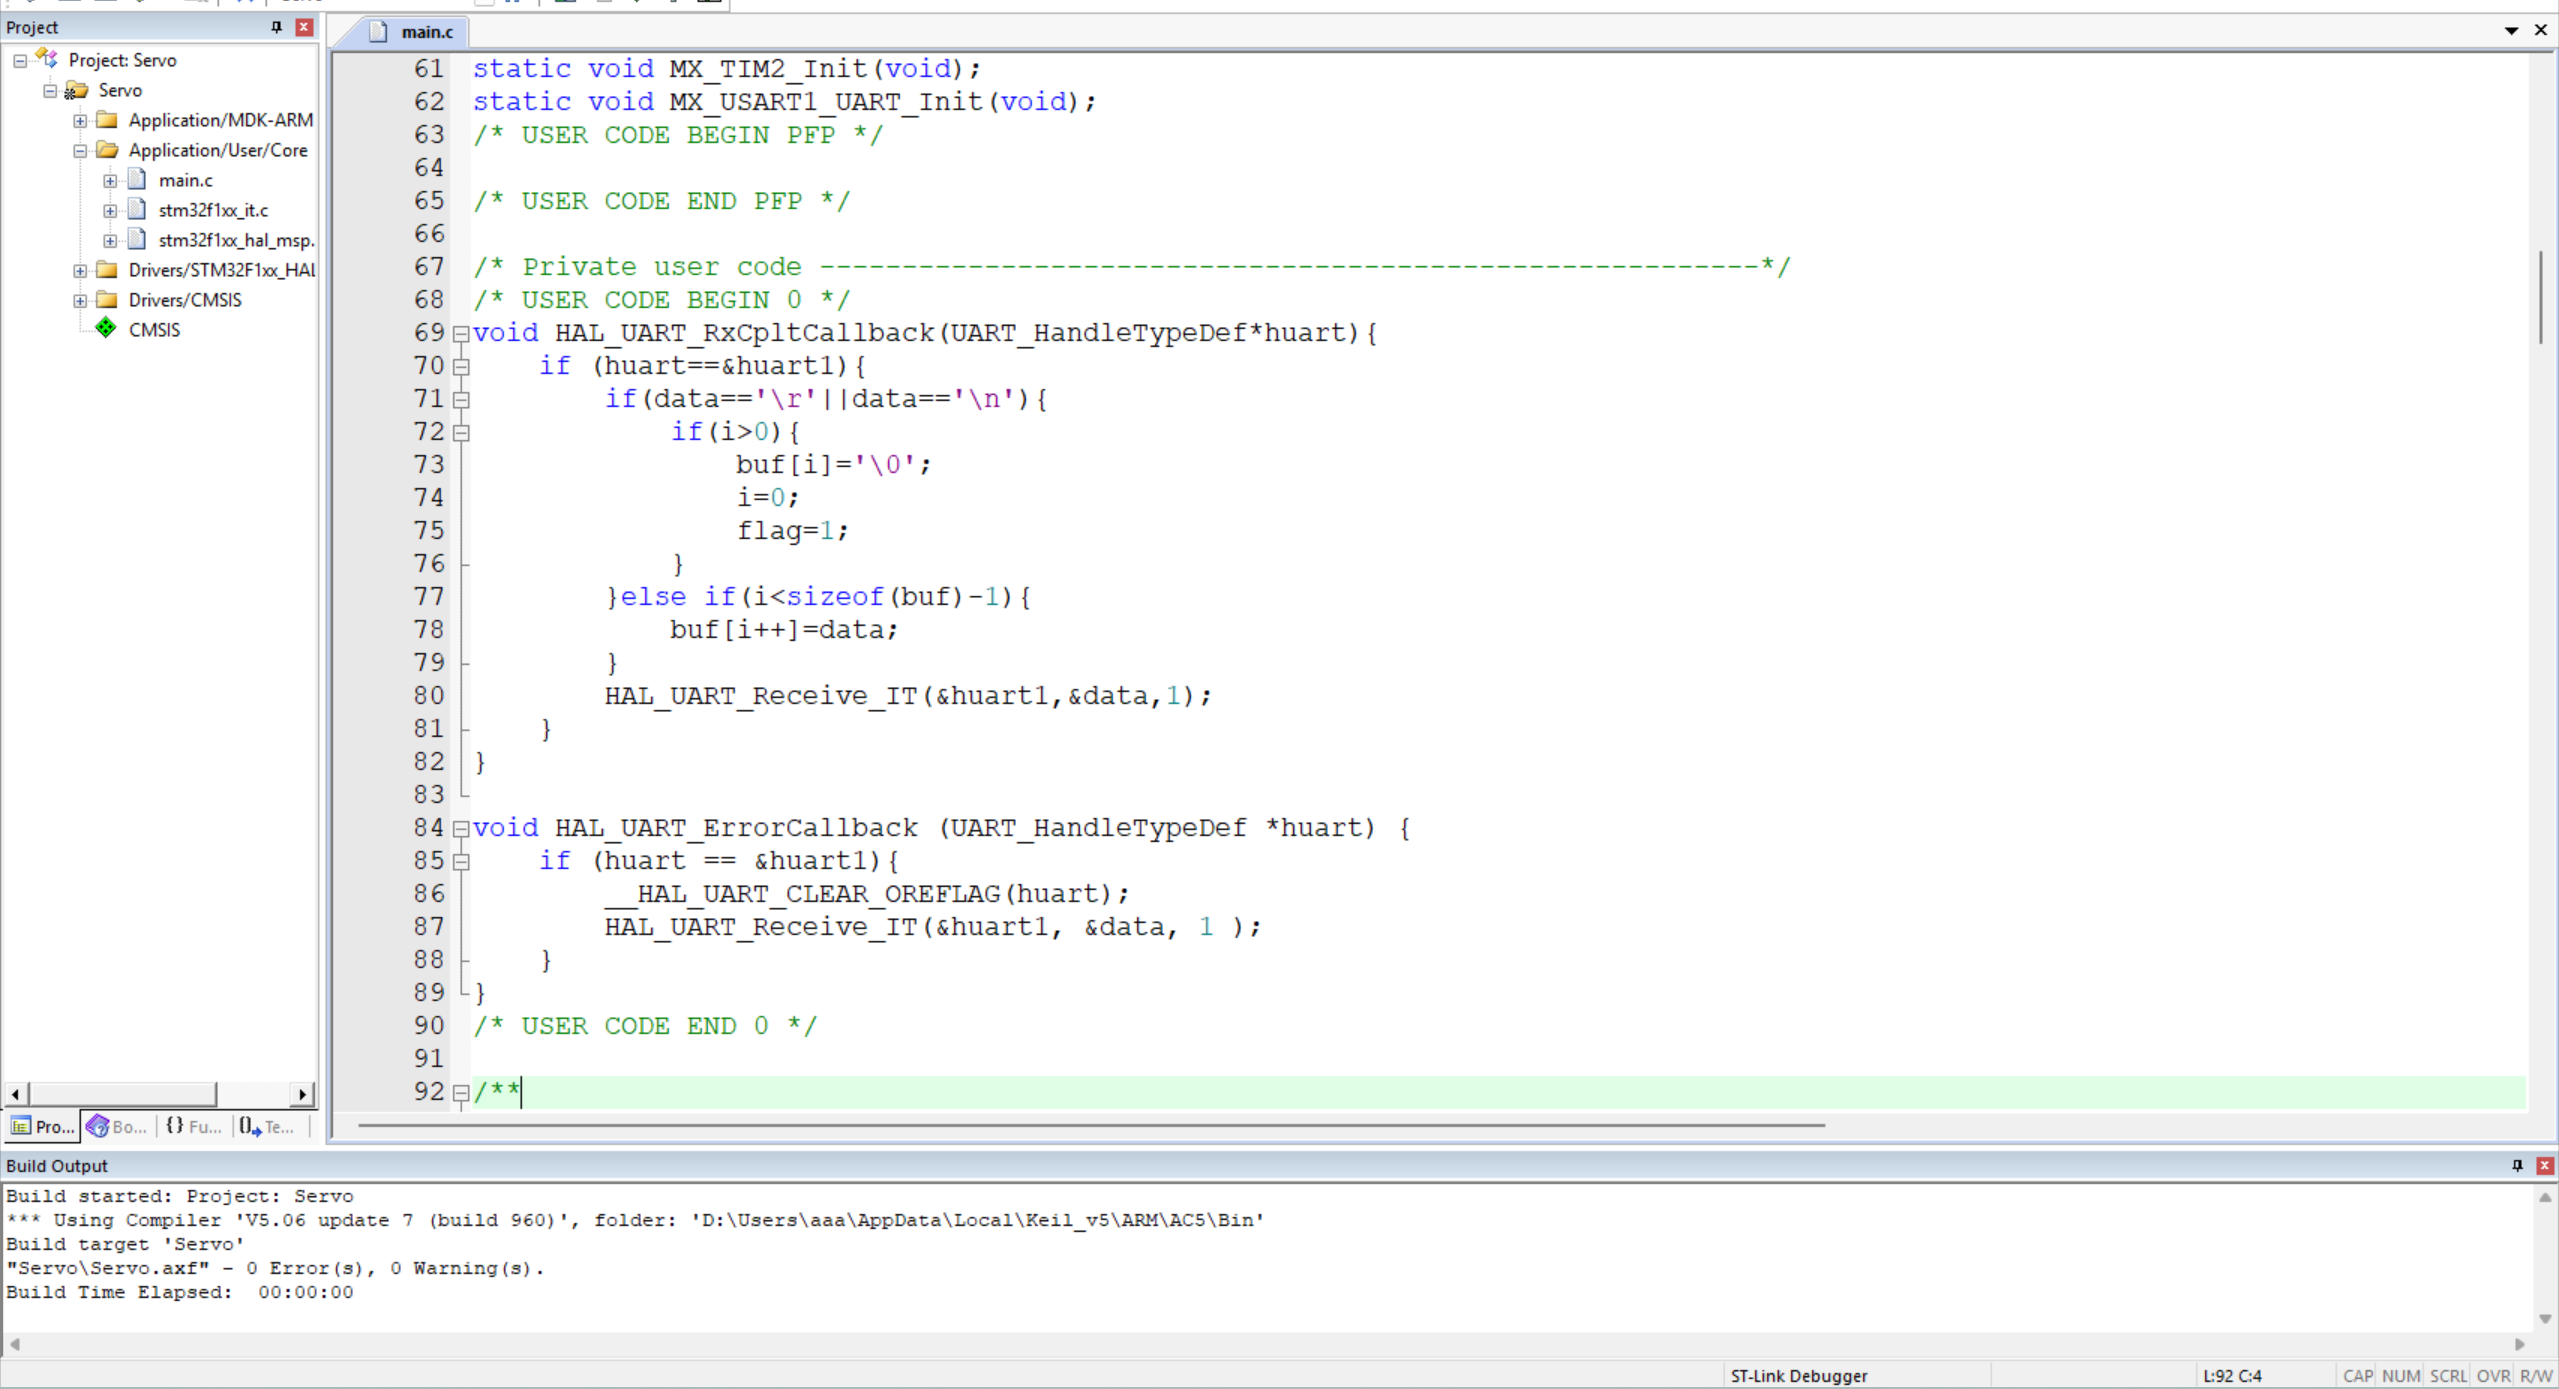 Project
Project: Servo
Servo
Application/MDK-ARM
Application/User/Core
main.c
stm32f1xx_it.c
stm32f1xx_hal_msp.
Drivers/STM32F1xx_HAL
Drivers/CMSIS
CMSIS
Pro... Bo... {} Fu... Te...
main.c
61 static void MX_TIM2_Init(void);
62 static void MX_USART1_UART_Init(void);
63 /* USER CODE BEGIN PFP */
64
65 /* USER CODE END PFP */
66
67 /* Private user code ---------------------------------------------------------*/
68 /* USER CODE BEGIN 0 */
69 void HAL_UART_RxCpltCallback(UART_HandleTypeDef*huart){
70     if (huart==&huart1){
71         if(data=='\r'||data=='\n'){
72             if(i>0){
73                 buf[i]='\0';
74                 i=0;
75                 flag=1;
76             }
77         }else if(i<sizeof(buf)-1){
78             buf[i++]=data;
79         }
80         HAL_UART_Receive_IT(&huart1,&data,1);
81     }
82 }
83
84 void HAL_UART_ErrorCallback (UART_HandleTypeDef *huart) {
85     if (huart == &huart1){
86         __HAL_UART_CLEAR_OREFLAG(huart);
87         HAL_UART_Receive_IT(&huart1, &data, 1 );
88     }
89 }
90 /* USER CODE END 0 */
91
92 /**
Build Output
Build started: Project: Servo
*** Using Compiler 'V5.06 update 7 (build 960)', folder: 'D:\Users\aaa\AppData\Local\Keil_v5\ARM\AC5\Bin'
Build target 'Servo'
"Servo\Servo.axf" - 0 Error(s), 0 Warning(s).
Build Time Elapsed:  00:00:00
ST-Link Debugger L:92 C:4 CAP NUM SCRL OVR R/W